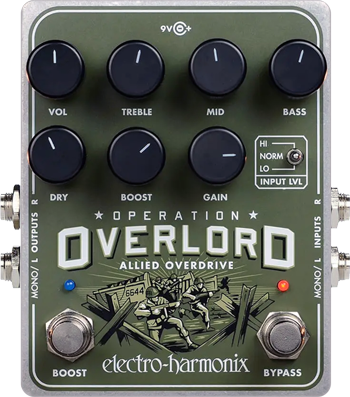 9V +
VOL TREBLE MID BASS
HI
NORM
LO
INPUT LVL
DRY BOOST GAIN
OPERATION
OVERLORD
ALLIED OVERDRIVE
MONO/ L OUTPUTS R
MONO/ L INPUTS R
6644
electro-harmonix
BOOST BYPASS